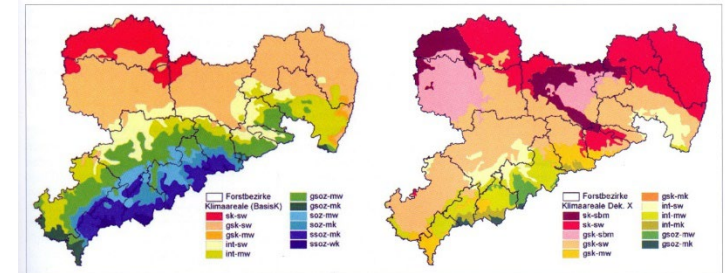 Forstbezirke
Klimaareale (BasisK)
sk-sw
gsk-sw
gsk-mw
int-sw
int-mw
gsoz-mw
gsoz-mk
soz-mw
soz-mk
ssoz-mk
ssoz-wk
Forstbezirke
Klimaareale Dek. X
sk-sbm
sk-sw
gsk-sbm
gsk-sw
gsk-mw
gsk-mk
int-sw
int-mw
int-mk
gsoz-mw
gsoz-mk